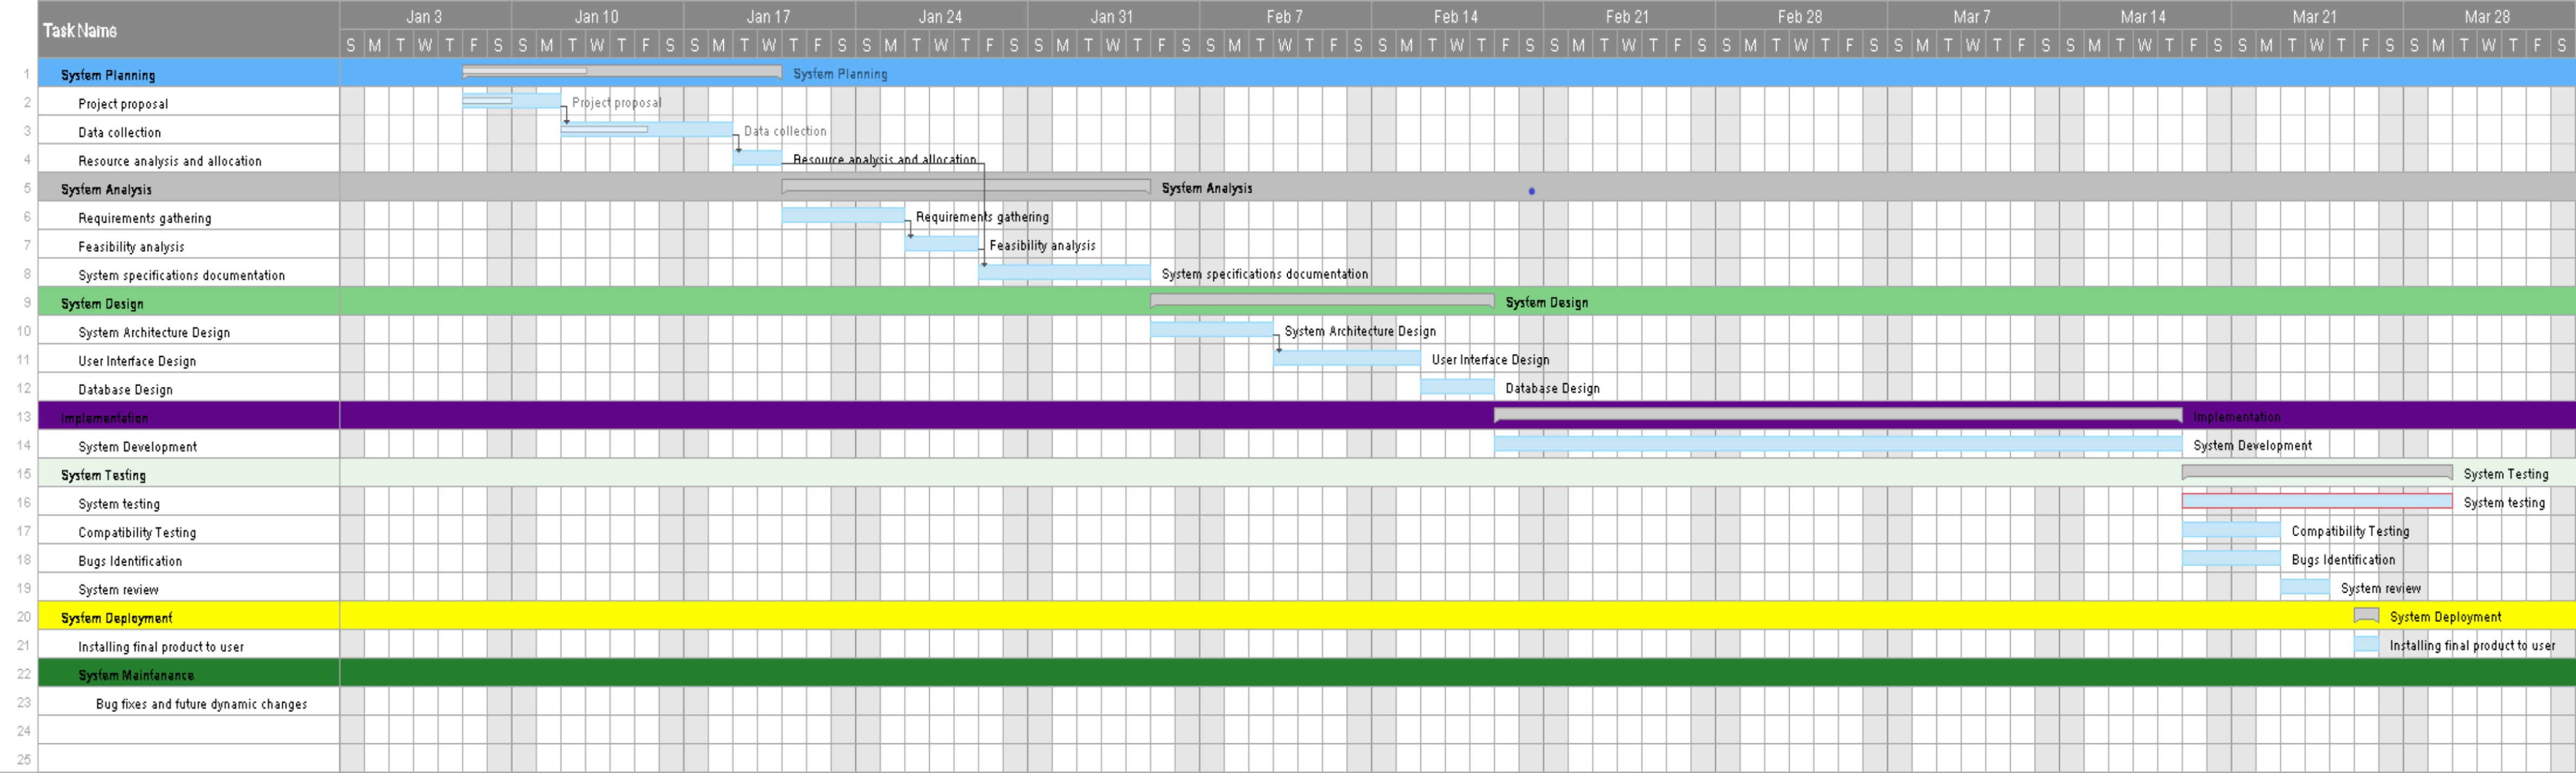 Task Name
Jan 3 Jan 10 Jan 17 Jan 24 Jan 31 Feb 7 Feb 14 Feb 21 Feb 28 Mar 7 Mar 14 Mar 21 Mar 28
S M T W T F S S M T W T F S S M T W T F S S M T W T F S S M T W T F S S M T W T F S S M T W T F S S M T W T F S S M T W T F S S M T W T F S S M T W T F S S M T W T F S S M T W T F S
1 System Planning System Planning
2 Project proposal Project proposal
3 Data collection Data collection
4 Resource analysis and allocation Resource analysis and allocation
5 System Analysis System Analysis
6 Requirements gathering Requirements gathering
7 Feasibility analysis Feasibility analysis
8 System specifications documentation System specifications documentation
9 System Design System Design
10 System Architecture Design System Architecture Design
11 User Interface Design User Interface Design
12 Database Design Database Design
13 Implementation Implementation
14 System Development System Development
15 System Testing System Testing
16 System testing System testing
17 Compatibility Testing Compatibility Testing
18 Bugs Identification Bugs Identification
19 System review System review
20 System Deployment System Deployment
21 Installing final product to user Installing final product to user
22 System Maintanance
23 Bug fixes and future dynamic changes
24
25